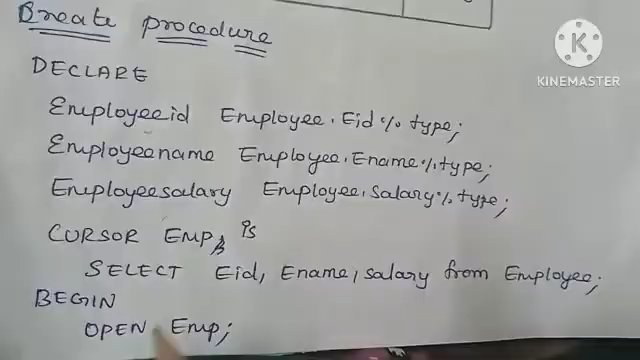 Create procedure
DECLARE
Employeeid Employee.Eid%type;
Employeename Employee.Ename%type;
Employeesalary Employee.salary%type;
CURSOR EMP is
SELECT Eid, Ename, salary from Employee;
BEGIN
OPEN Emp;
K
KINEMASTER